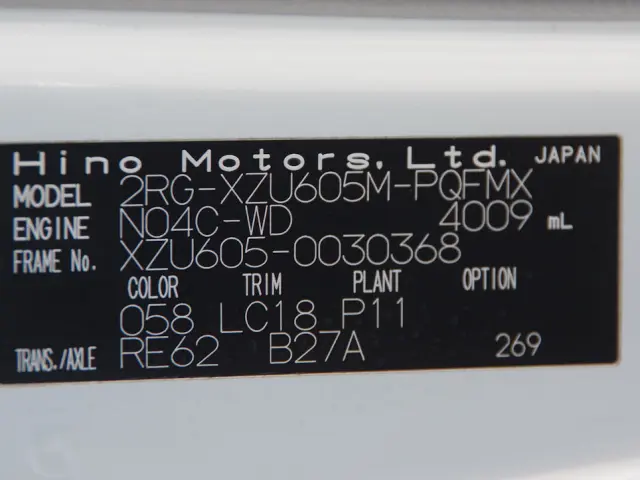 Hino Motors, Ltd. JAPAN
MODEL 2RG-XZU605M-PQFMX
ENGINE N04C-WD 4009 mL
FRAME No. XZU605-0030368
COLOR TRIM PLANT OPTION
058 LC18 P11
TRANS./AXLE RE62 B27A 269